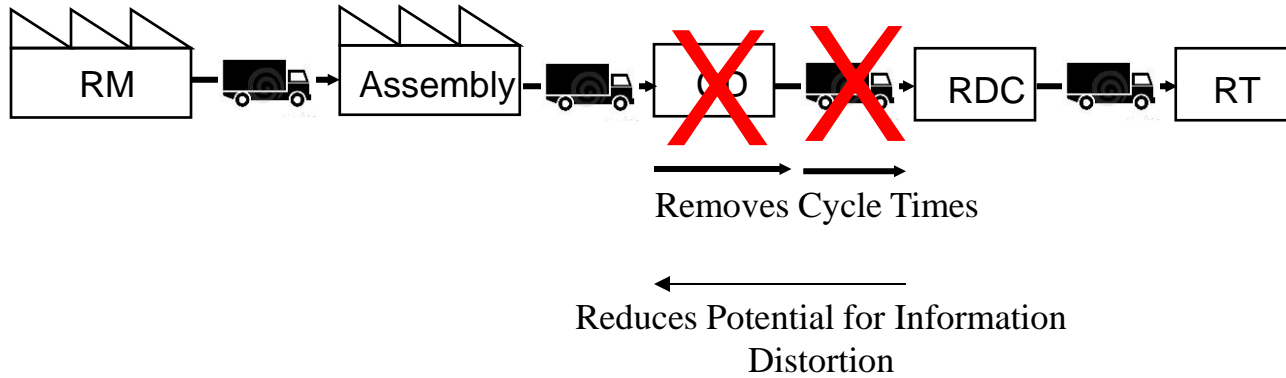 RM
Assembly
RDC
RT
Removes Cycle Times
Reduces Potential for Information
Distortion